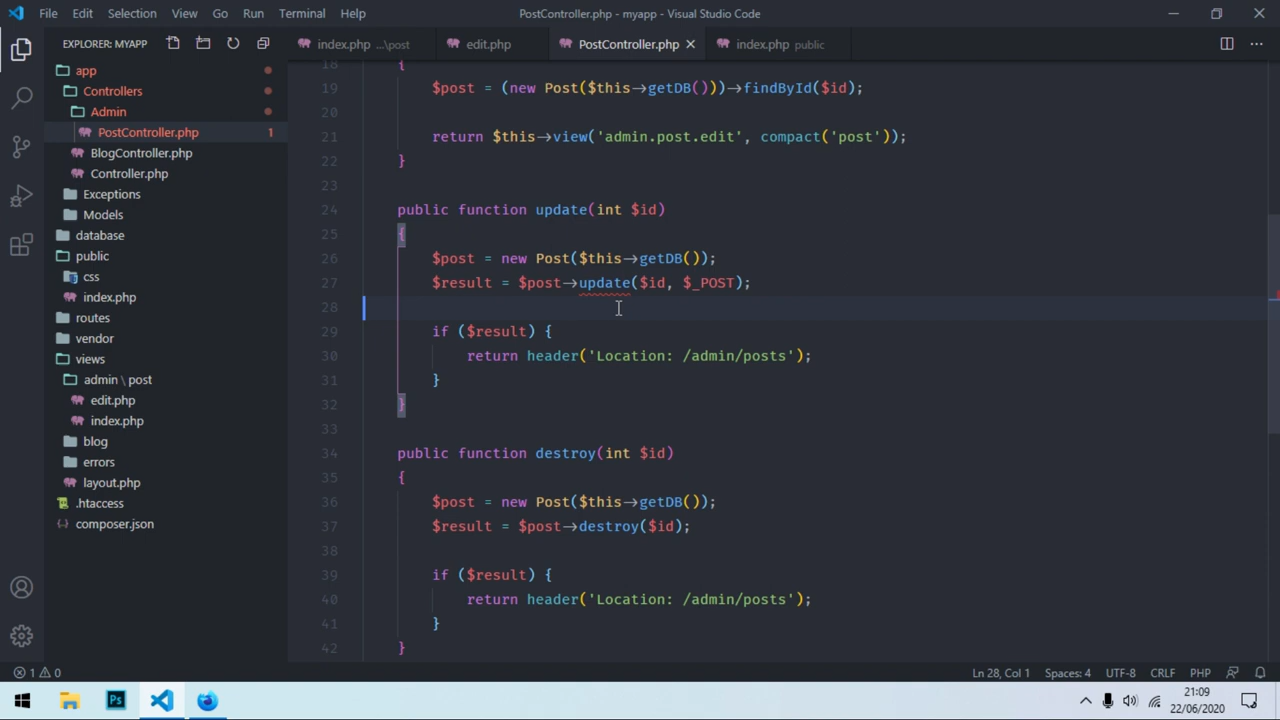 File Edit Selection View Go Run Terminal Help PostController.php - myapp - Visual Studio Code
EXPLORER: MYAPP
index.php ...\post edit.php PostController.php index.php public
app
Controllers
Admin
PostController.php 1
BlogController.php
Controller.php
Exceptions
Models
database
public
css
index.php
routes
vendor
views
admin \ post
edit.php
index.php
blog
errors
layout.php
.htaccess
composer.json
18 {
19 $post = (new Post($this->getDB()))->findById($id);
20
21 return $this->view('admin.post.edit', compact('post'));
22 }
23
24 public function update(int $id)
25 {
26 $post = new Post($this->getDB());
27 $result = $post->update($id, $_POST);
28
29 if ($result) {
30 return header('Location: /admin/posts');
31 }
32 }
33
34 public function destroy(int $id)
35 {
36 $post = new Post($this->getDB());
37 $result = $post->destroy($id);
38
39 if ($result) {
40 return header('Location: /admin/posts');
41 }
42 }
1 0 Ln 28, Col 1 Spaces: 4 UTF-8 CRLF PHP
Ps
21:09
22/06/2020